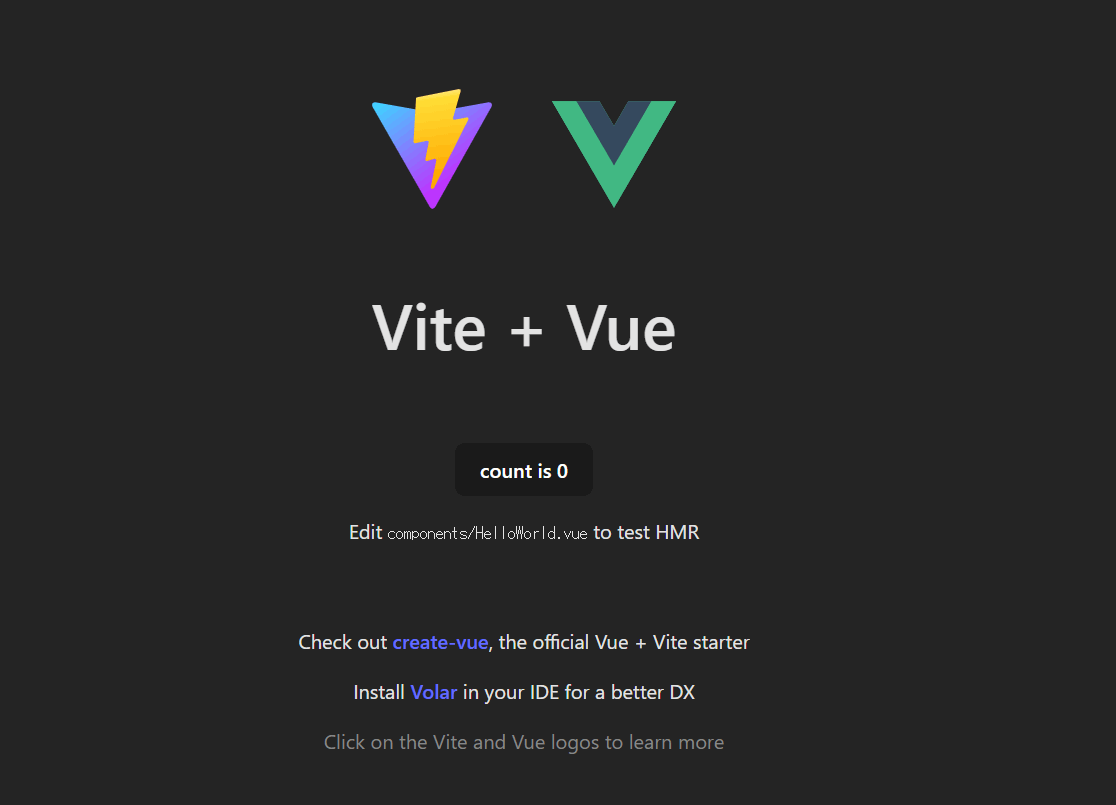 Vite + Vue
count is 0
Edit components/HelloWorld.vue to test HMR
Check out create-vue, the official Vue + Vite starter
Install Volar in your IDE for a better DX
Click on the Vite and Vue logos to learn more